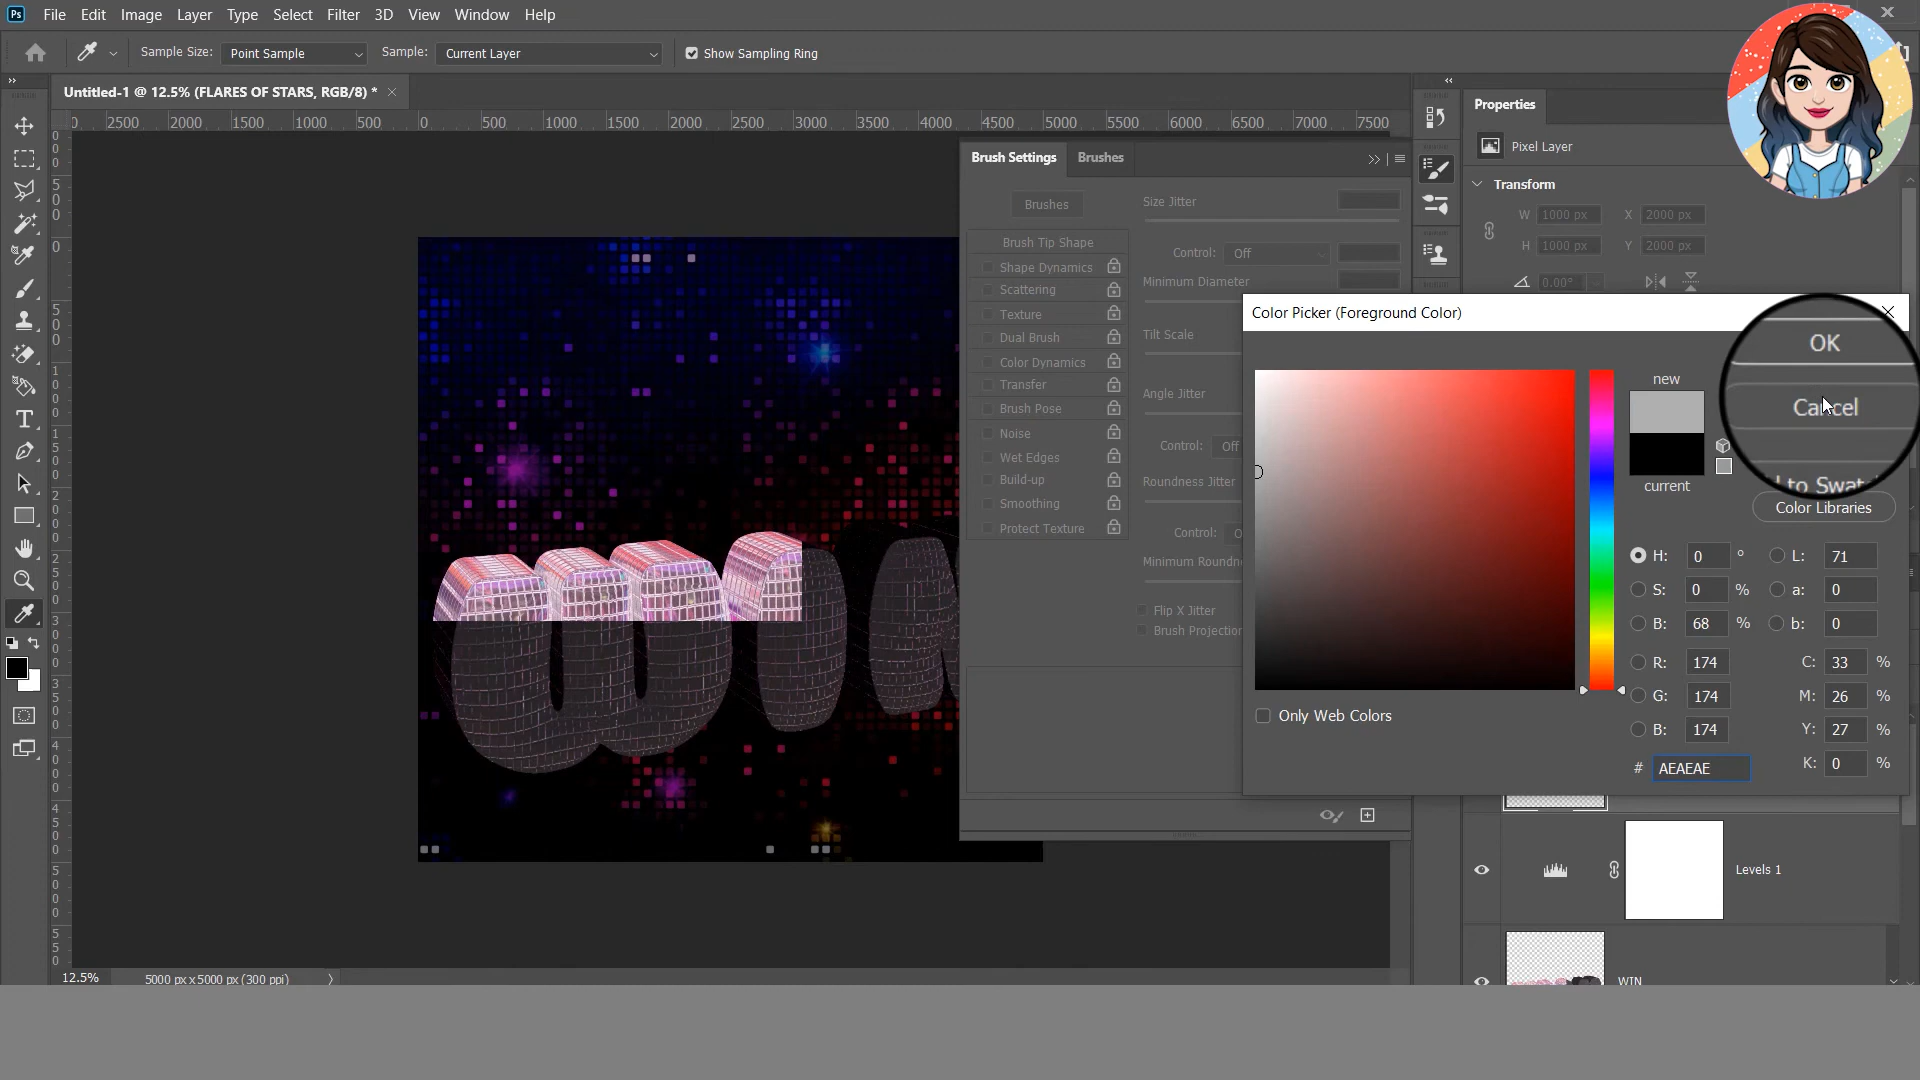 Ps File Edit Image Layer Type Select Filter 3D View Window Help
Sample Size: Point Sample Sample: Current Layer Show Sampling Ring
Untitled-1 @ 12.5% (FLARES OF STARS, RGB/8) *
2500 2000 1500 1000 500 0 500 1000 1500 2000 2500 3000 3500 4000 4500 5000 5500 6000 6500 7000 7500
Brush Settings Brushes
Brushes
Brush Tip Shape
Shape Dynamics
Scattering
Texture
Dual Brush
Color Dynamics
Transfer
Brush Pose
Noise
Wet Edges
Build-up
Smoothing
Protect Texture
Size Jitter
Control: Off
Minimum Diameter
Tilt Scale
Angle Jitter
Control: Off
Roundness Jitter
Control:
Minimum
Flip X Jitter
Brush Projection
Properties
Pixel Layer
Transform
W 1000 px X 2000 px
H 1000 px Y 2000 px
0.00°
Color Picker (Foreground Color)
new
current
OK
Cancel
to
Color Libraries
H: 0 ° L: 71
S: 0 % a: 0
B: 68 % b: 0
R: 174 C: 33 %
G: 174 M: 26 %
B: 174 Y: 27 %
# AEAEAE K: 0 %
Only Web Colors
Levels 1
WIN
12.5% 5000 px x 5000 px (300 ppi)